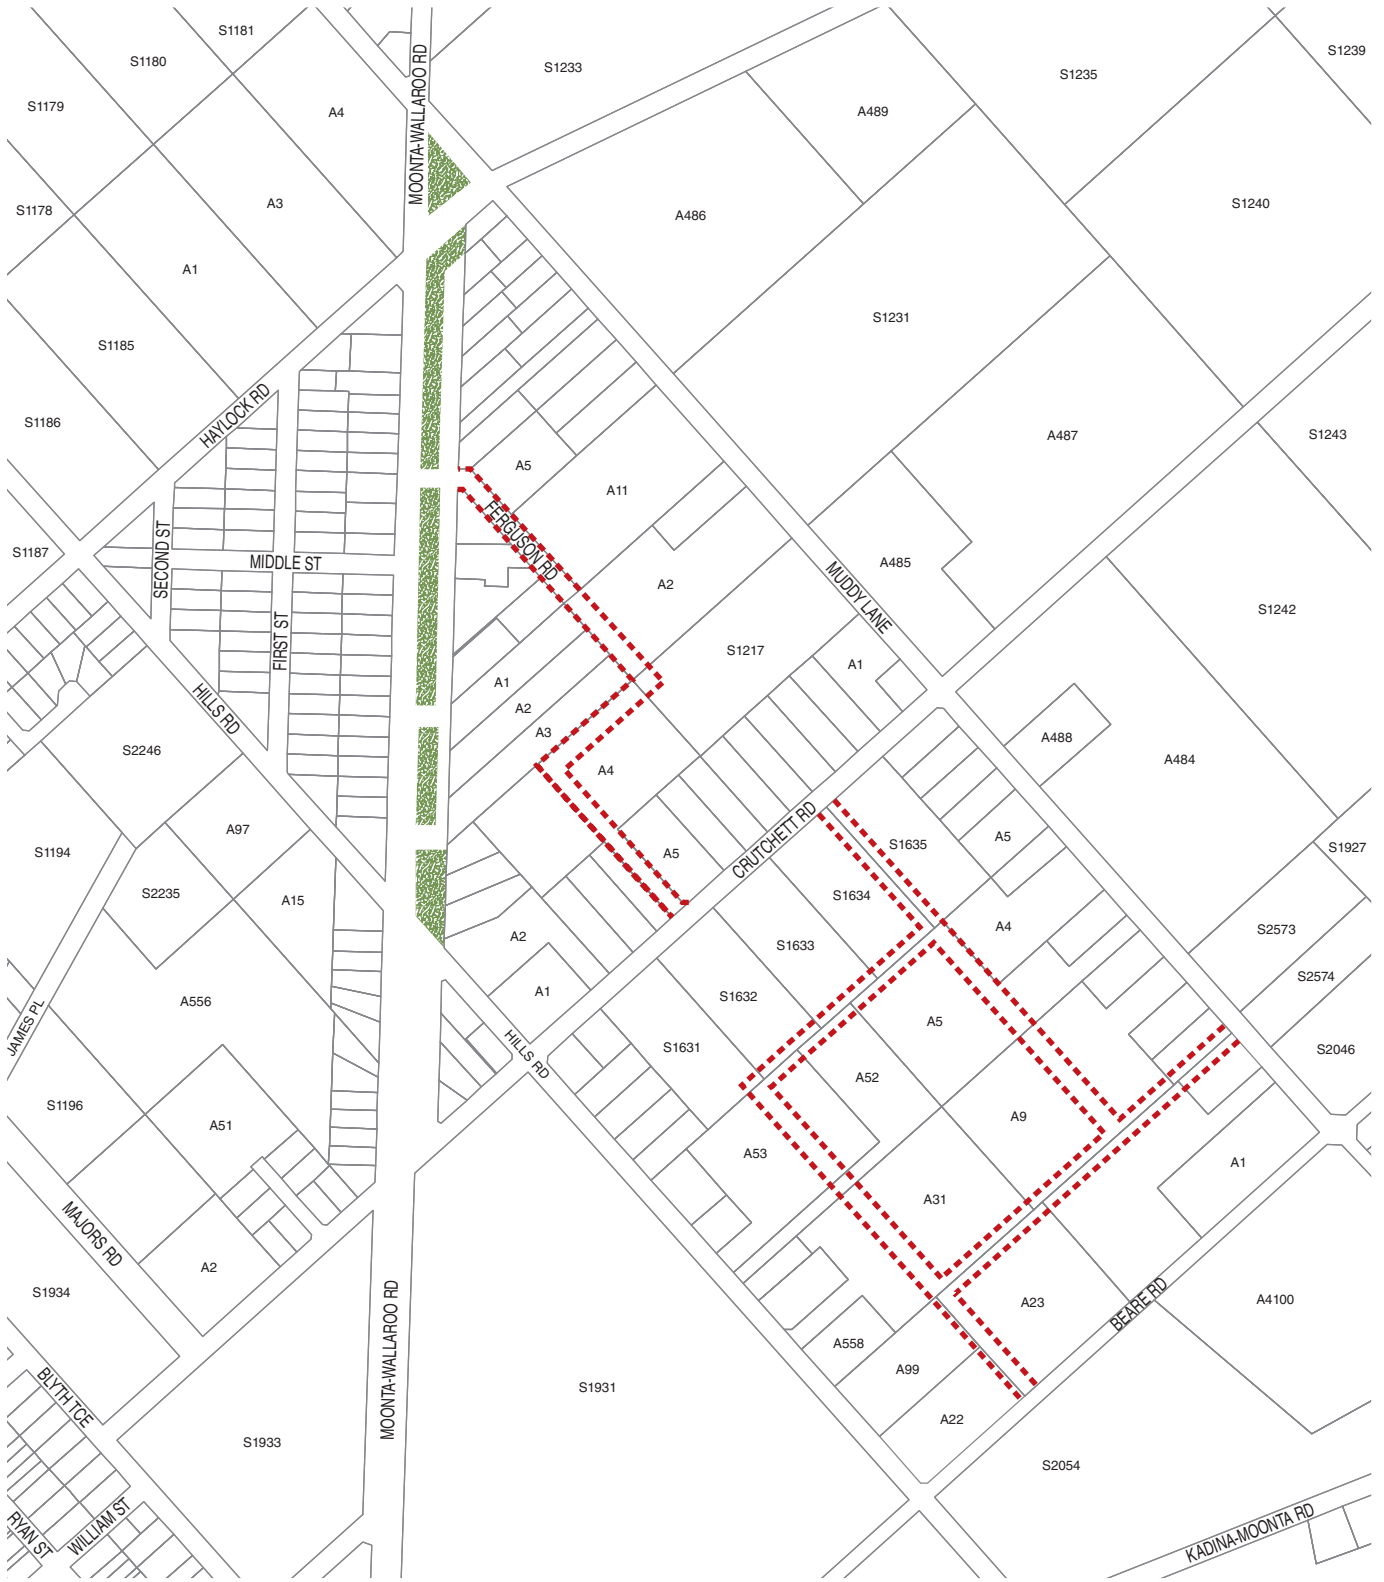 S1181
S1180
S1239
S1233
S1235
S1179
A4
MOONTA-WALLAROO RD
A489
S1178
A3
A486
S1240
A1
S1231
S1185
HAYLOCK RD
S1186
A487
S1243
A5
A11
S1187
SECOND ST
MIDDLE ST
FERGUSON RD
A2
MUDDY LANE
A485
S1242
FIRST ST
S1217
A1
A1
A2
HILLS RD
A3
S2246
A488
A484
A4
A97
CRUTCHETT RD
A5
S1635
A5
S1194
S1927
S2235
A15
S1634
A4
S2573
A2
S1633
S2574
A1
S1632
A556
A5
JAMES PL
HILLS RD
S1631
S2046
A52
S1196
A51
A9
A53
A1
A31
MAJORS RD
A2
S1934
MOONTA-WALLAROO RD
A23
BEARE RD
A4100
A558
A99
BLYTH TCE
S1931
A22
S1933
S2054
RYAN ST
WILLIAM ST
KADINA-MOONTA RD